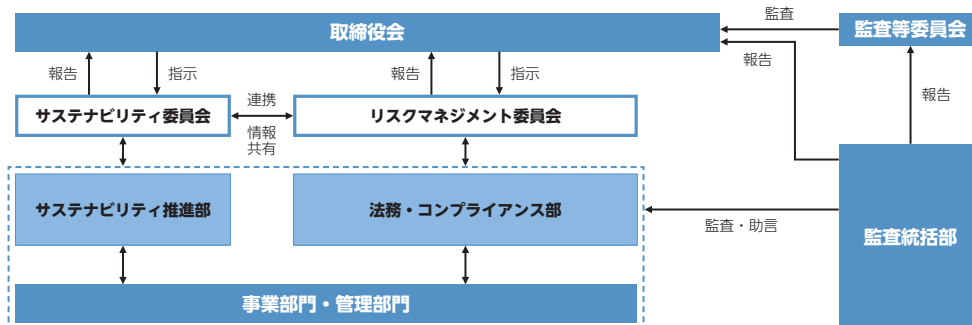 取締役会
監査
監査等委員会
報告
指示
報告
指示
報告
報告
サステナビリティ委員会
連携
情報
共有
リスクマネジメント委員会
サステナビリティ推進部
法務・コンプライアンス部
監査・助言
監査統括部
事業部門・管理部門